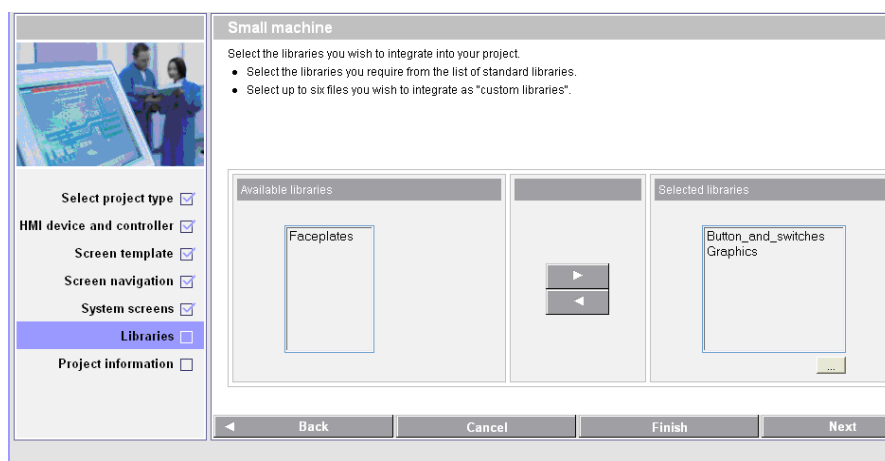 Small machine
Select the libraries you wish to integrate into your project.
• Select the libraries you require from the list of standard libraries.
• Select up to six files you wish to integrate as "custom libraries".
Select project type
HMI device and controller
Screen template
Screen navigation
System screens
Libraries
Project information
Available libraries
Faceplates
Selected libraries
Button_and_switches
Graphics
...
Back
Cancel
Finish
Next